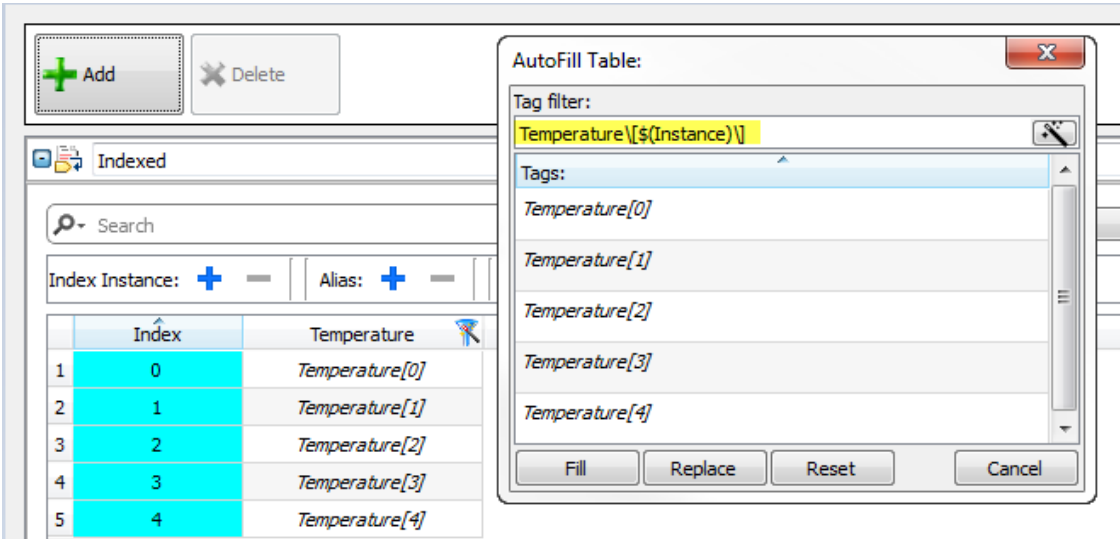 Add
Delete
Indexed
Search
Index Instance:
Alias:
Index Temperature
1 0 Temperature[0]
2 1 Temperature[1]
3 2 Temperature[2]
4 3 Temperature[3]
5 4 Temperature[4]
AutoFill Table:
Tag filter:
Temperature\[$(Instance)\]
Tags:
Temperature[0]
Temperature[1]
Temperature[2]
Temperature[3]
Temperature[4]
Fill Replace Reset Cancel